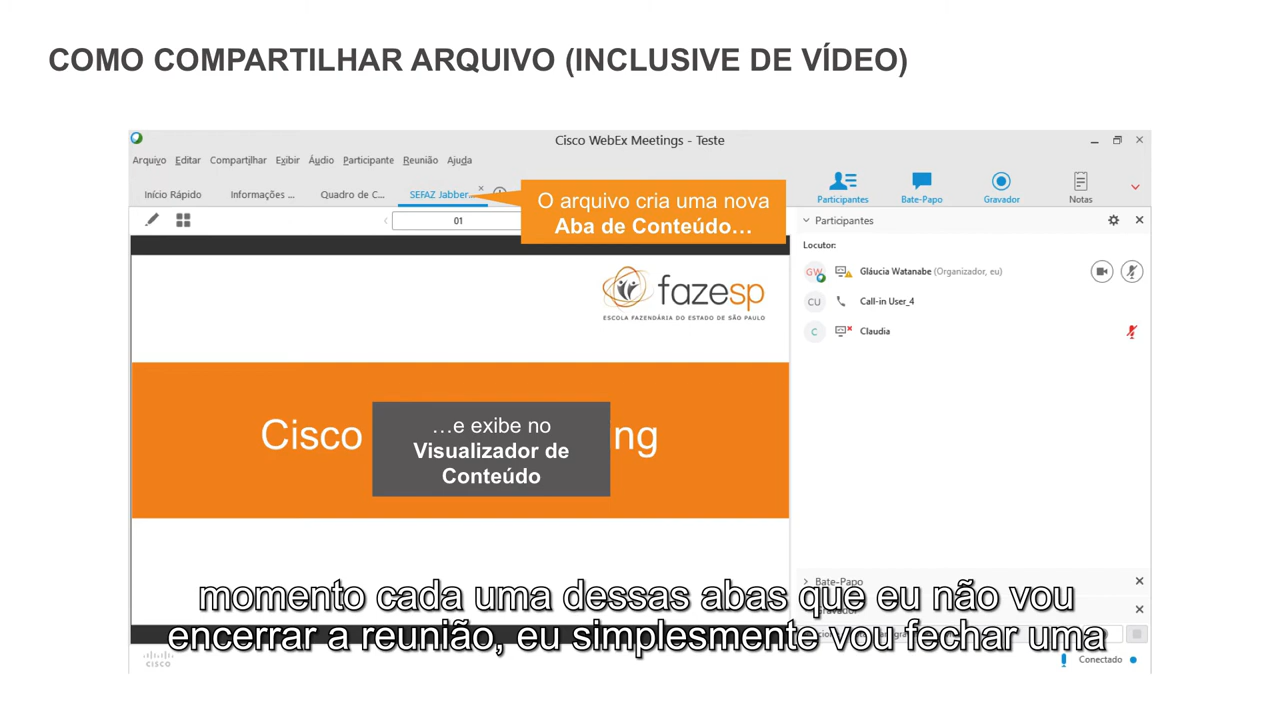 COMO COMPARTILHAR ARQUIVO (INCLUSIVE DE VÍDEO)
Cisco WebEx Meetings - Teste
Arquivo Editar Compartilhar Exibir Áudio Participante Reunião Ajuda
Início Rápido Informações ... Quadro de C... SEFAZ Jabber...
Participantes Bate-Papo Gravador Notas
O arquivo cria uma nova
Aba de Conteúdo...
01
Participantes
Locutor:
GW Gláucia Watanabe (Organizador, eu)
CU Call-in User_4
C Claudia
fazesp
ESCOLA FAZENDÁRIA DO ESTADO DE SÃO PAULO
Cisco ng
...e exibe no
Visualizador de
Conteúdo
Bate-Papo
momento cada uma dessas abas que eu não vou
encerrar a reunião, eu simplesmente vou fechar uma
cisco
Conectado